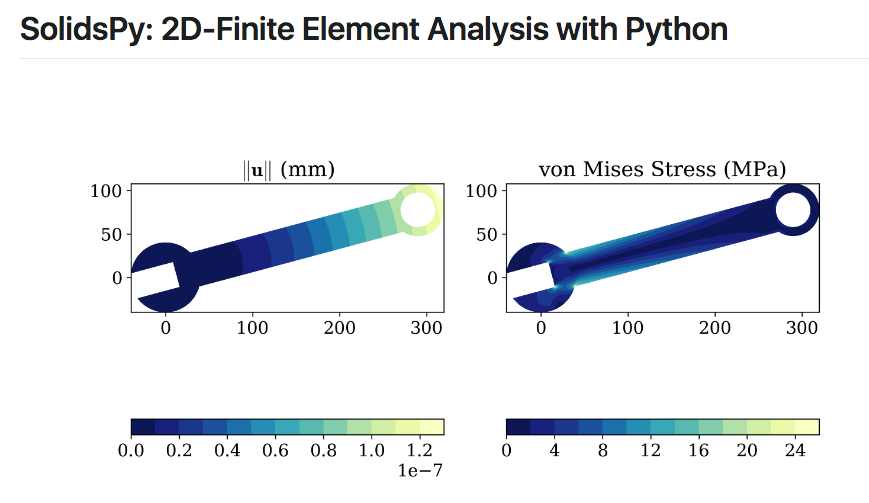 SolidsPy: 2D-Finite Element Analysis with Python
||u|| (mm)
von Mises Stress (MPa)
100
50
0
0 100 200 300
100
50
0
0 100 200 300
0.0 0.2 0.4 0.6 0.8 1.0 1.2
1e−7
0 4 8 12 16 20 24